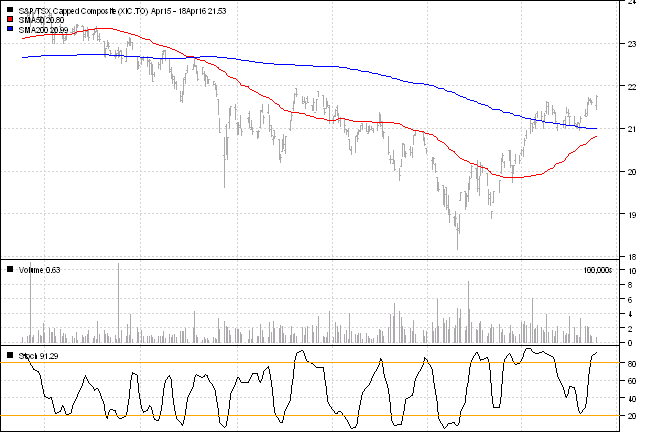 S&P/TSX Capped Composite (XIC.TO) Apr15 - 18Apr16 21.53
SMA50 20.80
SMA200 20.99
24
23
22
21
20
19
18
Volume 0.63
100,000s
10
8
6
4
2
0
Stoch 91.29
80
60
40
20